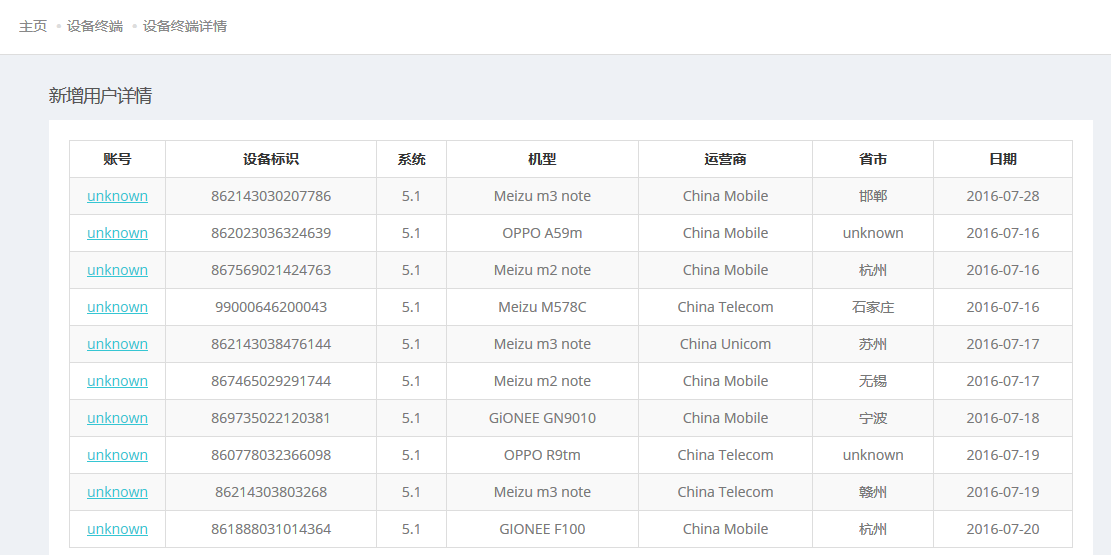 主页 设备终端 设备终端详情
新增用户详情
账号 设备标识 系统 机型 运营商 省市 日期
unknown 862143030207786 5.1 Meizu m3 note China Mobile 邯郸 2016-07-28
unknown 862023036324639 5.1 OPPO A59m China Mobile unknown 2016-07-16
unknown 867569021424763 5.1 Meizu m2 note China Mobile 杭州 2016-07-16
unknown 99000646200043 5.1 Meizu M578C China Telecom 石家庄 2016-07-16
unknown 862143038476144 5.1 Meizu m3 note China Unicom 苏州 2016-07-17
unknown 867465029291744 5.1 Meizu m2 note China Mobile 无锡 2016-07-17
unknown 869735022120381 5.1 GiONEE GN9010 China Mobile 宁波 2016-07-18
unknown 860778032366098 5.1 OPPO R9tm China Telecom unknown 2016-07-19
unknown 86214303803268 5.1 Meizu m3 note China Telecom 赣州 2016-07-19
unknown 861888031014364 5.1 GIONEE F100 China Mobile 杭州 2016-07-20